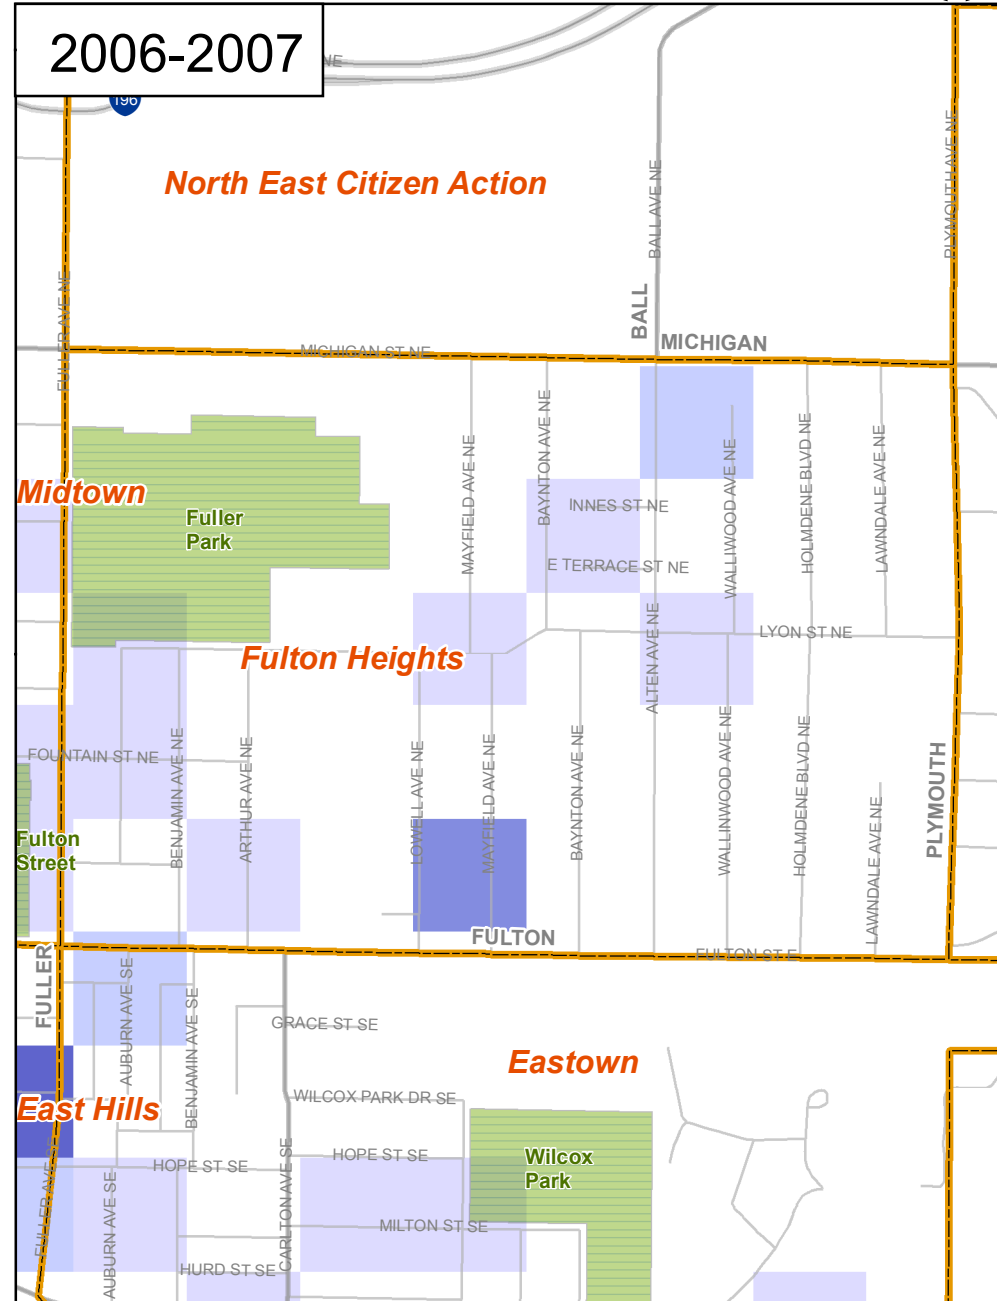 2006-2007
NE
196
North East Citizen Action
BALL AVE NE
PLYMOUTH AVE NE
FULLER AVE NE
BALL
MICHIGAN ST NE
MICHIGAN
MAYFIELD AVE NE
BAYNTON AVE NE
WALLIWOOD AVE NE
HOLMDENE BLVD NE
LAWNDALE AVE NE
Midtown
INNES ST NE
Fuller
Park
E TERRACE ST NE
ALTEN AVE NE
LYON ST NE
Fulton Heights
FOUNTAIN ST NE
BENJAMIN AVE NE
ARTHUR AVE NE
LOWELL AVE NE
MAYFIELD AVE NE
BAYNTON AVE NE
WALLINWOOD AVE NE
HOLMDENE BLVD NE
LAWNDALE AVE NE
PLYMOUTH
Fulton
Street
FULTON
FULTON ST E
FULLER
AUBURN AVE SE
BENJAMIN AVE SE
GRACE ST SE
Eastown
WILCOX PARK DR SE
East Hills
HOPE ST SE
HOPE ST SE
Wilcox
Park
FULLER AVE SE
AUBURN AVE SE
CARLTON AVE SE
MILTON ST SE
HURD ST SE